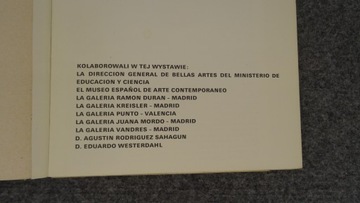 KOLABOROWALI W TEJ WYSTAWIE:
LA DIRECCION GENERAL DE BELLAS ARTES DEL MINISTERIO DE
EDUCACION Y CIENCIA
EL MUSEO ESPAÑOL DE ARTE CONTEMPORANEO
LA GALERIA RAMON DURAN - MADRID
LA GALERIA KREISLER - MADRID
LA GALERIA PUNTO - VALENCIA
LA GALERIA JUANA MORDO - MADRID
LA GALERIA VANDRES - MADRID
D. AGUSTIN RODRIGUEZ SAHAGUN
D. EDUARDO WESTERDAHL